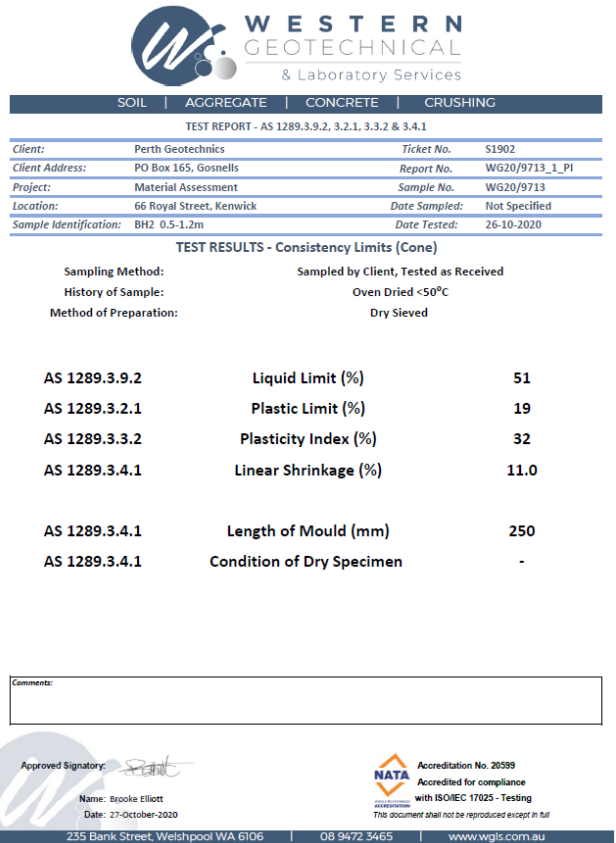 WESTERN
GEOTECHNICAL
& Laboratory Services
SOIL | AGGREGATE | CONCRETE | CRUSHING
TEST REPORT - AS 1289.3.9.2, 3.2.1, 3.3.2 & 3.4.1
Client: Perth Geotechnics Ticket No. S1902
Client Address: PO Box 165, Gosnells Report No. WG20/9713_1_PI
Project: Material Assessment Sample No. WG20/9713
Location: 66 Royal Street, Kenwick Date Sampled: Not Specified
Sample Identification: BH2 0.5-1.2m Date Tested: 26-10-2020
TEST RESULTS - Consistency Limits (Cone)
Sampling Method: Sampled by Client, Tested as Received
History of Sample: Oven Dried <50°C
Method of Preparation: Dry Sieved
AS 1289.3.9.2 Liquid Limit (%) 51
AS 1289.3.2.1 Plastic Limit (%) 19
AS 1289.3.3.2 Plasticity Index (%) 32
AS 1289.3.4.1 Linear Shrinkage (%) 11.0
AS 1289.3.4.1 Length of Mould (mm) 250
AS 1289.3.4.1 Condition of Dry Specimen -
Comments:
Approved Signatory:
Name: Brooke Elliott
Date: 27-October-2020
NATA
WORLD RECOGNISED
ACCREDITATION
Accreditation No. 20599
Accredited for compliance
with ISO/IEC 17025 - Testing
This document shall not be reproduced except in full
235 Bank Street, Welshpool WA 6106 | 08 9472 3465 | www.wgls.com.au